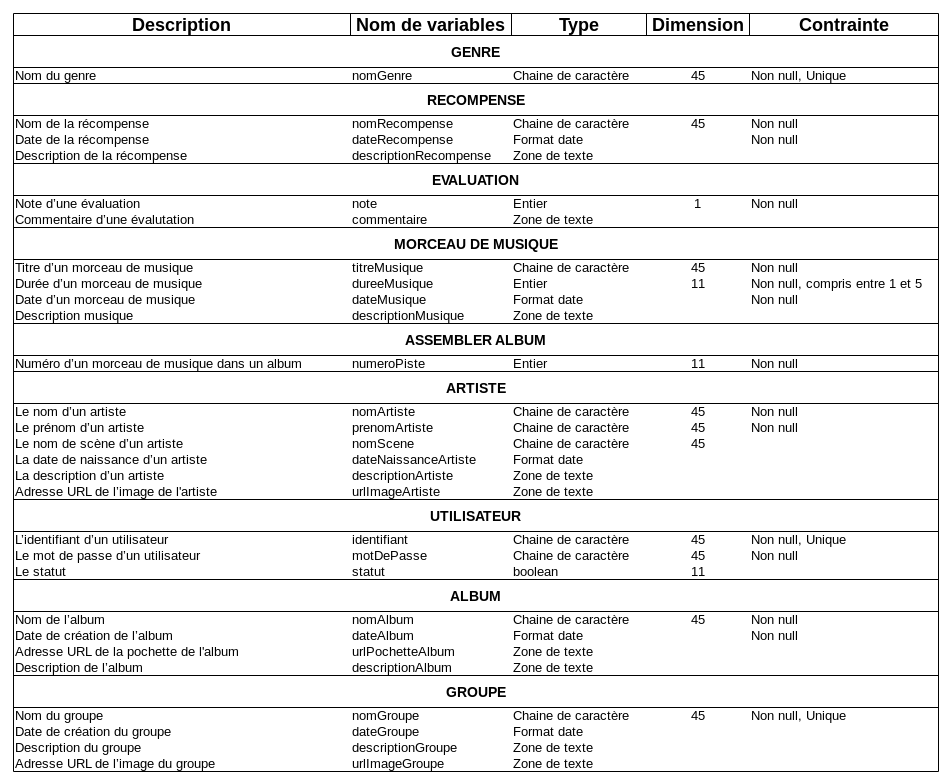 Description Nom de variables Type Dimension Contrainte
GENRE
Nom du genre nomGenre Chaine de caractère 45 Non null, Unique
RECOMPENSE
Nom de la récompense nomRecompense Chaine de caractère 45 Non null
Date de la récompense dateRecompense Format date Non null
Description de la récompense descriptionRecompense Zone de texte
EVALUATION
Note d’une évaluation note Entier 1 Non null
Commentaire d’une évalutation commentaire Zone de texte
MORCEAU DE MUSIQUE
Titre d’un morceau de musique titreMusique Chaine de caractère 45 Non null
Durée d’un morceau de musique dureeMusique Entier 11 Non null, compris entre 1 et 5
Date d’un morceau de musique dateMusique Format date Non null
Description musique descriptionMusique Zone de texte
ASSEMBLER ALBUM
Numéro d’un morceau de musique dans un album numeroPiste Entier 11 Non null
ARTISTE
Le nom d’un artiste nomArtiste Chaine de caractère 45 Non null
Le prénom d’un artiste prenomArtiste Chaine de caractère 45 Non null
Le nom de scène d’un artiste nomScene Chaine de caractère 45
La date de naissance d’un artiste dateNaissanceArtiste Format date
La description d’un artiste descriptionArtiste Zone de texte
Adresse URL de l’image de l'artiste urlImageArtiste Zone de texte
UTILISATEUR
L’identifiant d’un utilisateur identifiant Chaine de caractère 45 Non null, Unique
Le mot de passe d’un utilisateur motDePasse Chaine de caractère 45 Non null
Le statut statut boolean 11
ALBUM
Nom de l’album nomAlbum Chaine de caractère 45 Non null
Date de création de l’album dateAlbum Format date Non null
Adresse URL de la pochette de l'album urlPochetteAlbum Zone de texte
Description de l’album descriptionAlbum Zone de texte
GROUPE
Nom du groupe nomGroupe Chaine de caractère 45 Non null, Unique
Date de création du groupe dateGroupe Format date
Description du groupe descriptionGroupe Zone de texte
Adresse URL de l’image du groupe urlImageGroupe Zone de texte